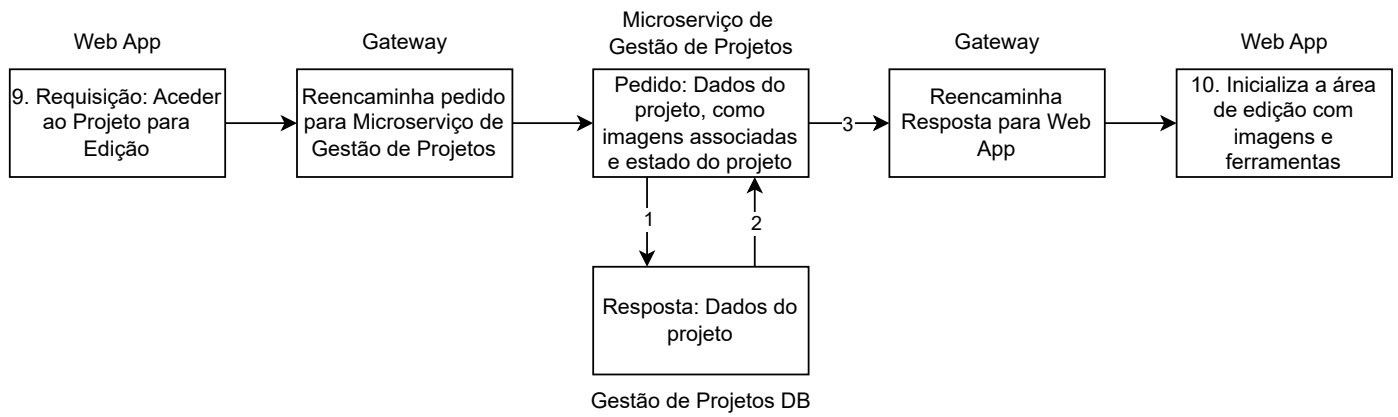 Web App
9. Requisição: Aceder
ao Projeto para
Edição
Gateway
Reencaminha pedido
para Microserviço de
Gestão de Projetos
Microserviço de
Gestão de Projetos
Pedido: Dados do
projeto, como
imagens associadas
e estado do projeto
1
2
Resposta: Dados do
projeto
Gestão de Projetos DB
3
Gateway
Reencaminha
Resposta para Web
App
Web App
10. Inicializa a área
de edição com
imagens e
ferramentas